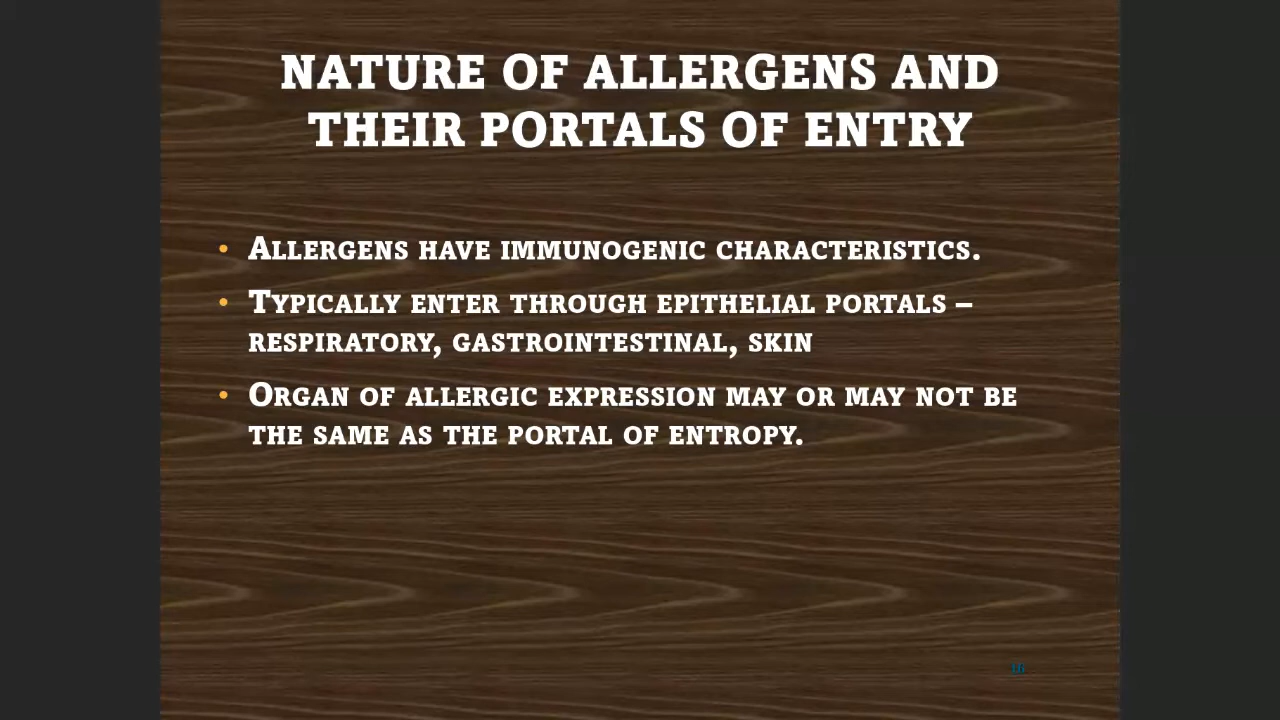 NATURE OF ALLERGENS AND
THEIR PORTALS OF ENTRY
• ALLERGENS HAVE IMMUNOGENIC CHARACTERISTICS.
• TYPICALLY ENTER THROUGH EPITHELIAL PORTALS –
RESPIRATORY, GASTROINTESTINAL, SKIN
• ORGAN OF ALLERGIC EXPRESSION MAY OR MAY NOT BE
THE SAME AS THE PORTAL OF ENTROPY.
16